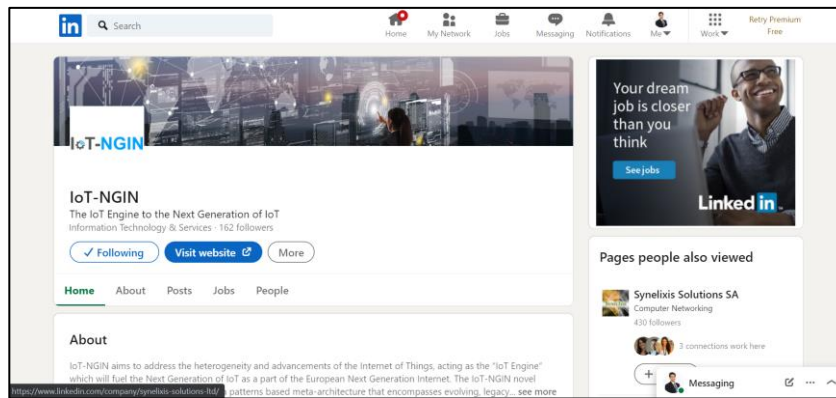 in Search
Home My Network Jobs Messaging Notifications Me Work Retry Premium Free
IoT-NGIN
IoT-NGIN
The IoT Engine to the Next Generation of IoT
Information Technology & Services · 162 followers
Following Visit website More
Home About Posts Jobs People
About
IoT-NGIN aims to address the heterogeneity and advancements of the Internet of Things, acting as the "IoT Engine"
which will fuel the Next Generation of IoT as a part of the European Next Generation Internet. The IoT-NGIN novel
patterns based meta-architecture that encompasses evolving, legacy... see more
https://www.linkedin.com/company/synelixis-solutions-ltd/
Your dream
job is closer
than you
think
See jobs
Linked in
Pages people also viewed
Synelixis Solutions SA
Computer Networking
430 followers
3 connections work here
+
Messaging